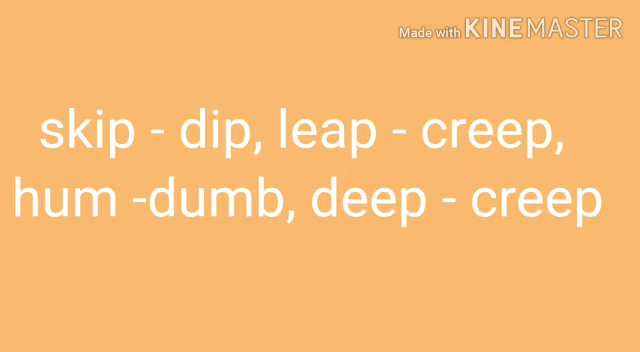 Made with KINEMASTER
skip - dip, leap - creep,
hum -dumb, deep - creep